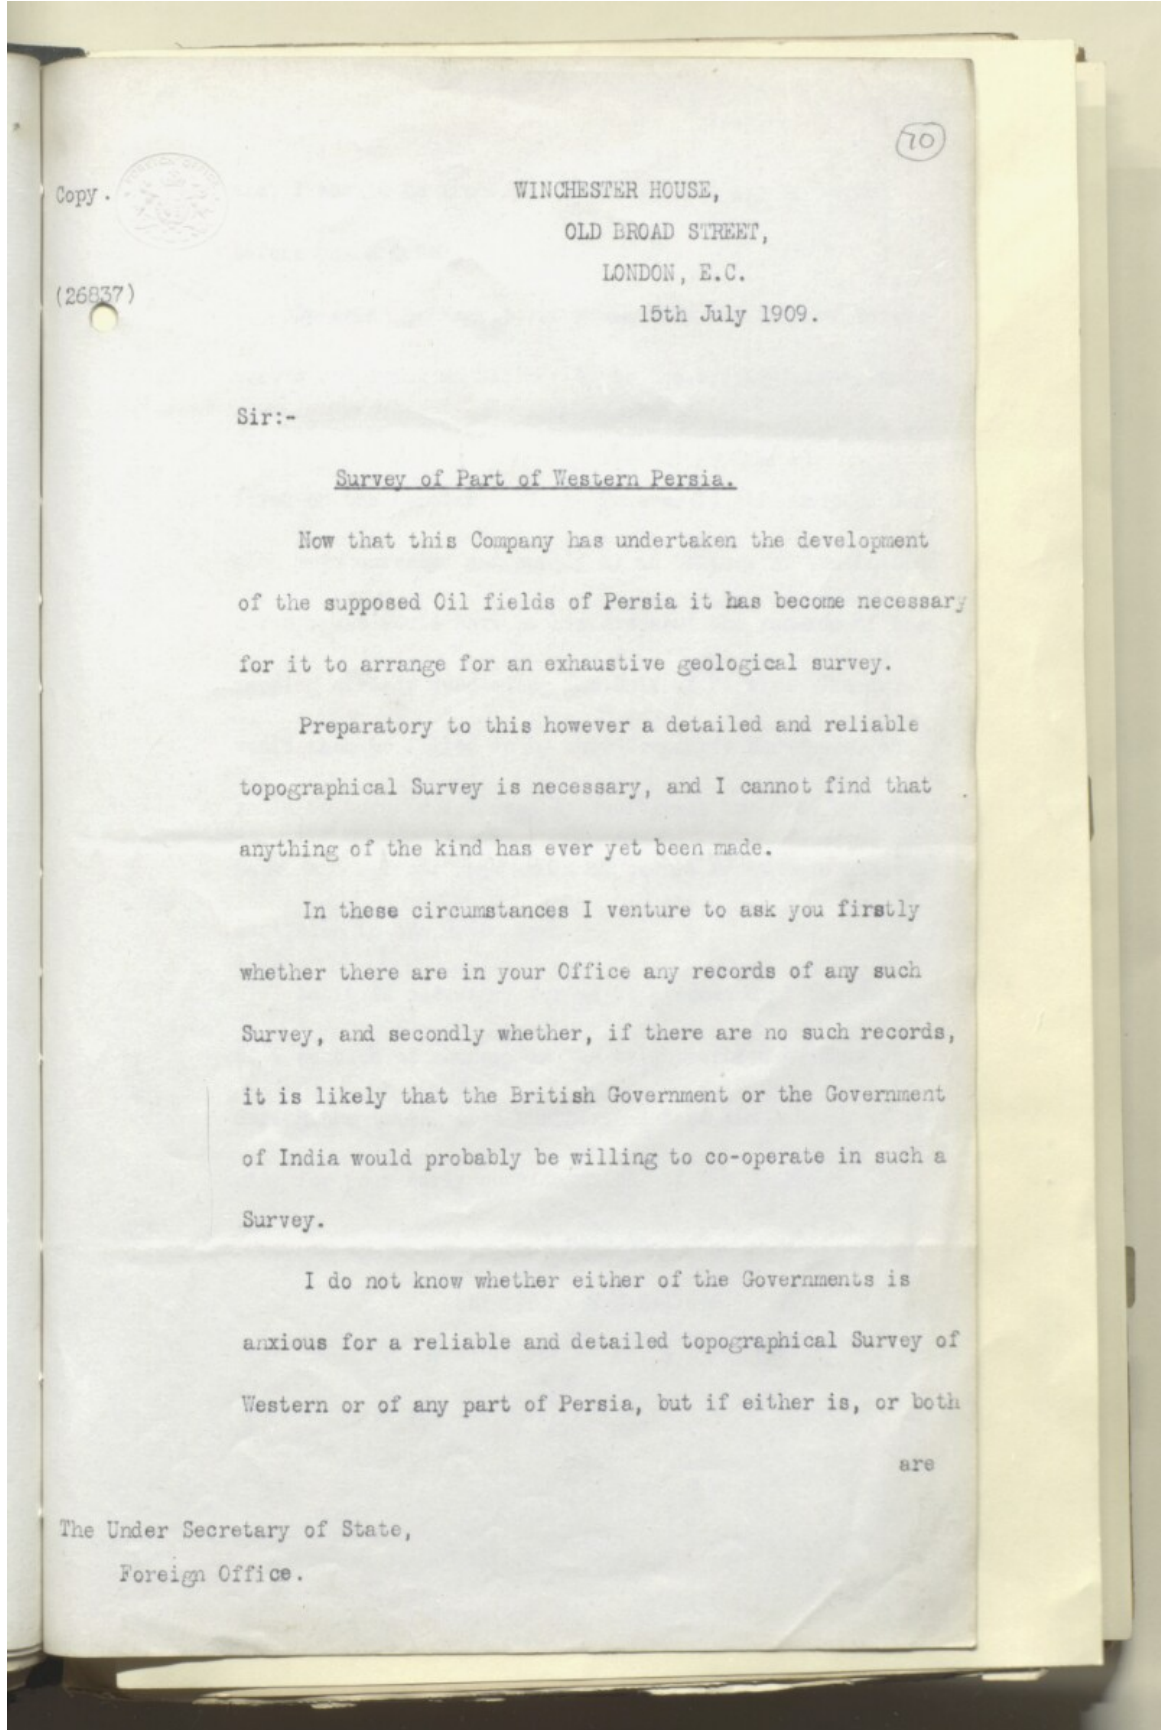 70
Copy.
FOREIGN OFFICE
WINCHESTER HOUSE,
OLD BROAD STREET,
LONDON, E.C.
(26837)
15th July 1909.
Sir:-
Survey of Part of Western Persia.
Now that this Company has undertaken the development
of the supposed Oil fields of Persia it has become necessary
for it to arrange for an exhaustive geological survey.
Preparatory to this however a detailed and reliable
topographical Survey is necessary, and I cannot find that
anything of the kind has ever yet been made.
In these circumstances I venture to ask you firstly
whether there are in your Office any records of any such
Survey, and secondly whether, if there are no such records,
it is likely that the British Government or the Government
of India would probably be willing to co-operate in such a
Survey.
I do not know whether either of the Governments is
anxious for a reliable and detailed topographical Survey of
Western or of any part of Persia, but if either is, or both
are
The Under Secretary of State,
Foreign Office.